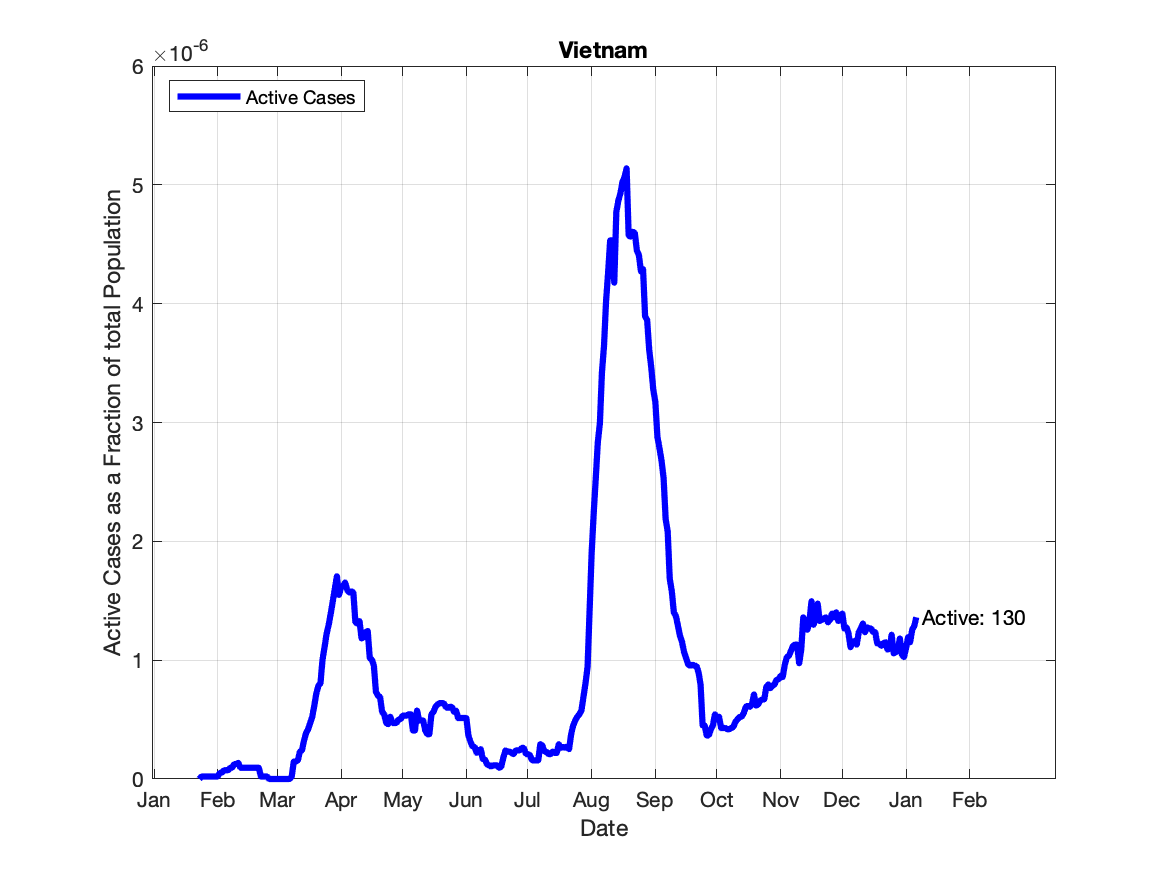 Vietnam
×10-6
Active Cases
6
5
4
3
2
1
0
Active Cases as a Fraction of total Population
Active: 130
Jan Feb Mar Apr May Jun Jul Aug Sep Oct Nov Dec Jan Feb
Date